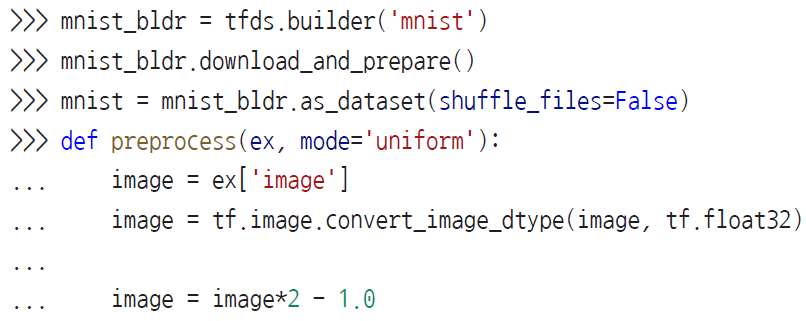 >>> mnist_bldr = tfds.builder('mnist')
>>> mnist_bldr.download_and_prepare()
>>> mnist = mnist_bldr.as_dataset(shuffle_files=False)
>>> def preprocess(ex, mode='uniform'):
...     image = ex['image']
...     image = tf.image.convert_image_dtype(image, tf.float32)
...
...     image = image*2 - 1.0